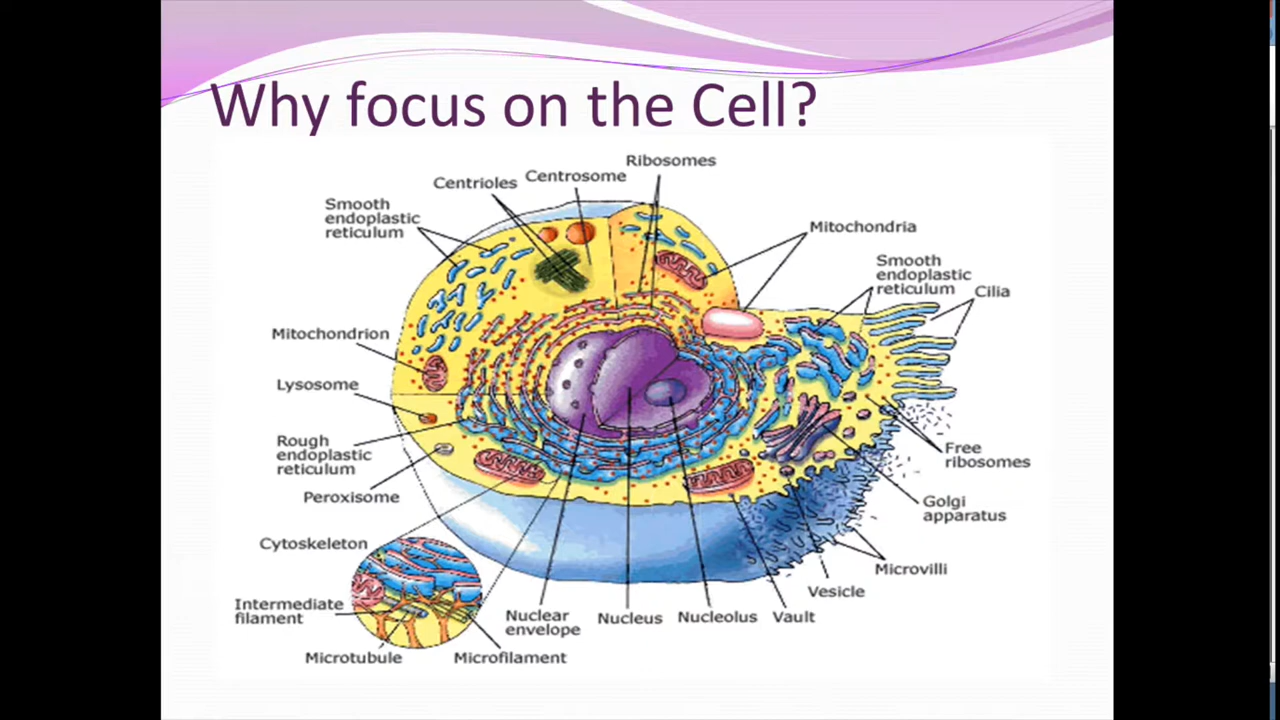 Why focus on the Cell?
Ribosomes
Centrosome
Centrioles
Smooth
endoplastic
reticulum
Mitochondria
Smooth
endoplastic
reticulum
Cilia
Mitochondrion
Lysosome
Rough
endoplastic
reticulum
Peroxisome
Free
ribosomes
Golgi
apparatus
Cytoskeleton
Microvilli
Vesicle
Intermediate
filament
Nuclear
envelope
Nucleus
Nucleolus
Vault
Microtubule
Microfilament